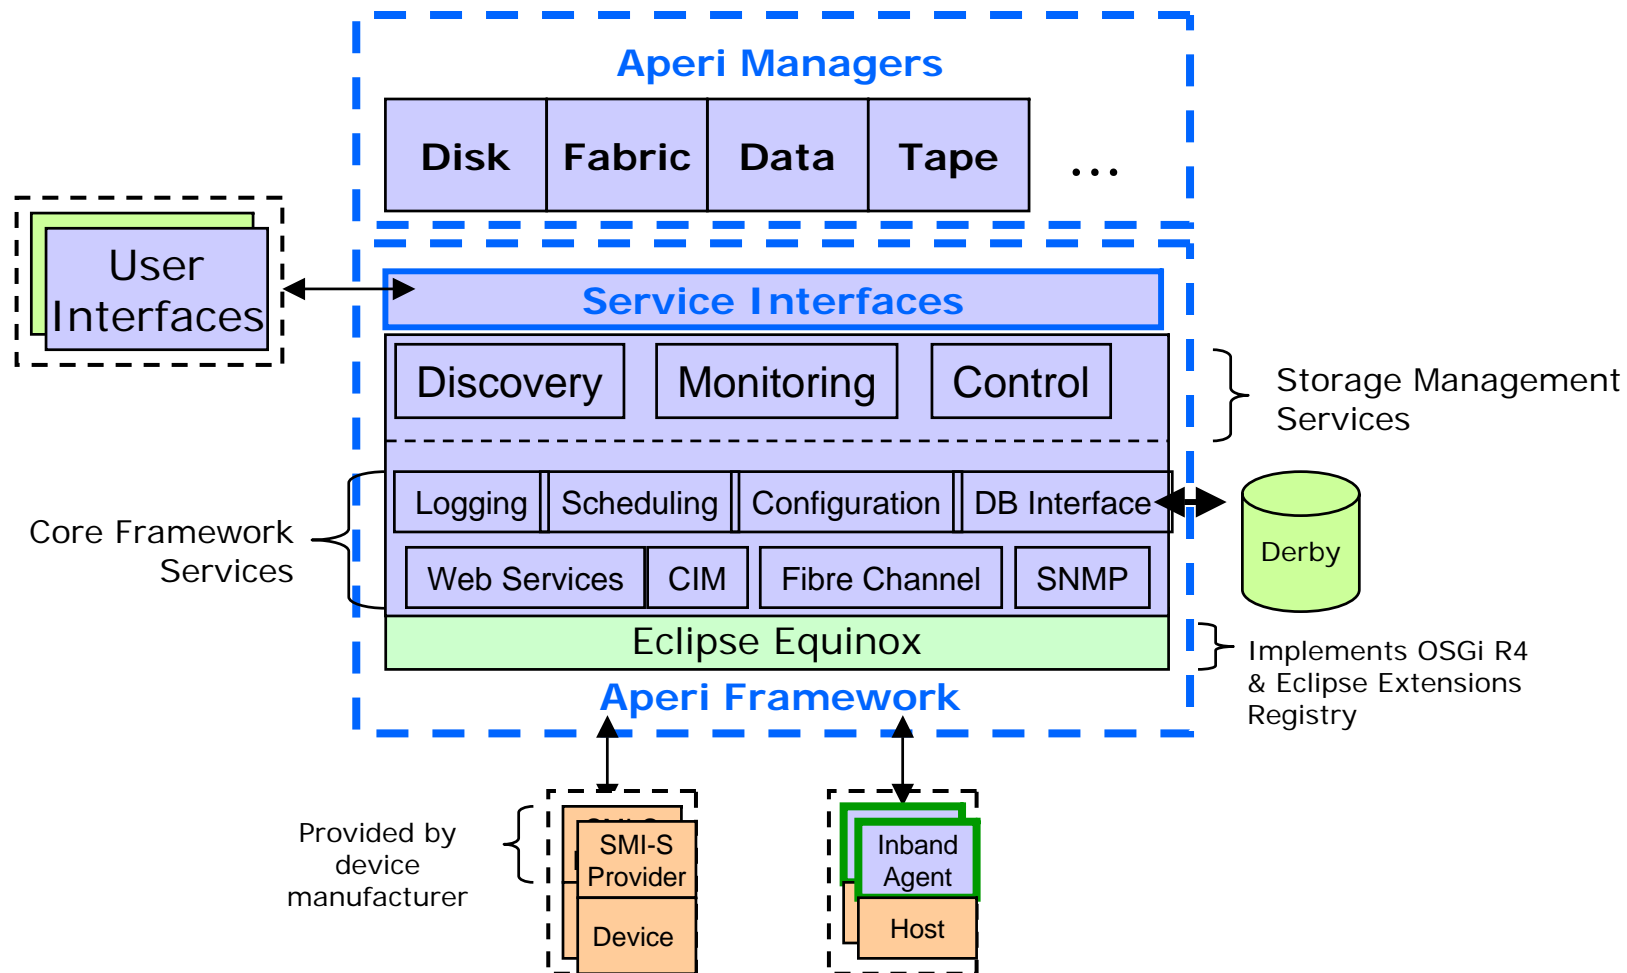 Aperi Managers
Disk
Fabric
Data
Tape
...
User
Interfaces
Service Interfaces
Discovery
Monitoring
Control
Storage Management
Services
Core Framework
Services
Logging
Scheduling
Configuration
DB Interface
Derby
Web Services
CIM
Fibre Channel
SNMP
Eclipse Equinox
Implements OSGi R4
& Eclipse Extensions
Registry
Aperi Framework
Provided by
device
manufacturer
SMI-S
Provider
Device
Inband
Agent
Host